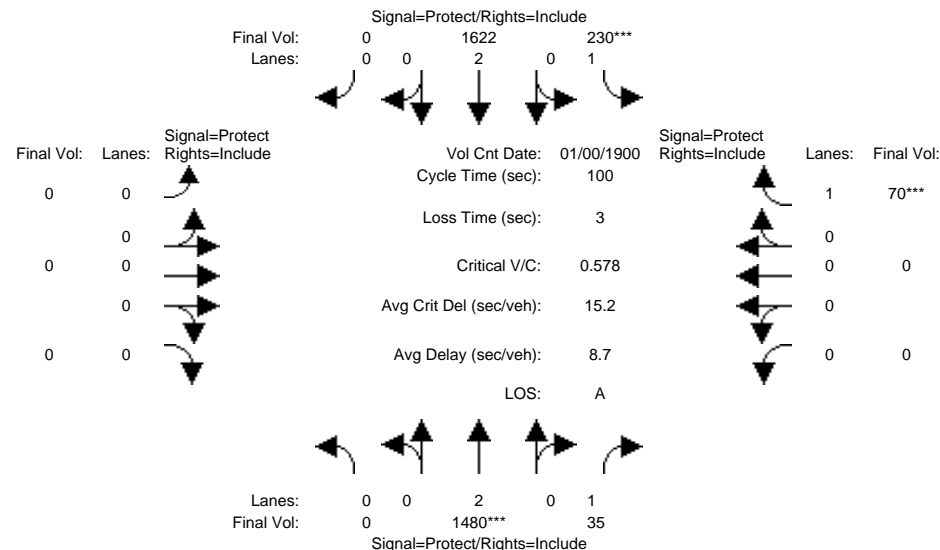 Signal=Protect/Rights=Include
Final Vol: 0 1622 230***
Lanes: 0 0 2 0 1
Signal=Protect Signal=Protect
Final Vol: Lanes: Rights=Include Vol Cnt Date: 01/00/1900 Rights=Include Lanes: Final Vol:
Cycle Time (sec): 100
0 0 1 70***
Loss Time (sec): 3
0 0
0 0 Critical V/C: 0.578 0 0
0 Avg Crit Del (sec/veh): 15.2 0
0 0 Avg Delay (sec/veh): 8.7 0 0
LOS: A
Lanes: 0 0 2 0 1
Final Vol: 0 1480*** 35
Signal=Protect/Rights=Include